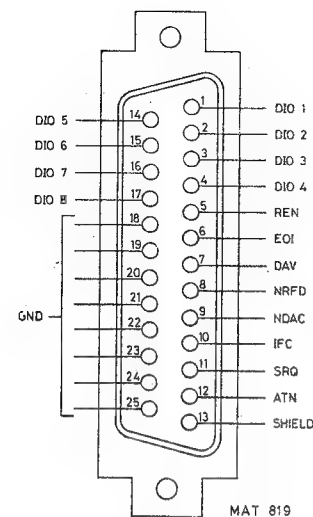 1 DIO 1
DIO 5 14
2 DIO 2
DIO 6 15
3 DIO 3
DIO 7 16
4 DIO 4
DIO 8 17
5 REN
18
6 EOI
19
7 DAV
20
8 NRFD
21
GND
9 NDAC
22
10 IFC
23
11 SRQ
24
12 ATN
25
13 SHIELD
MAT 819